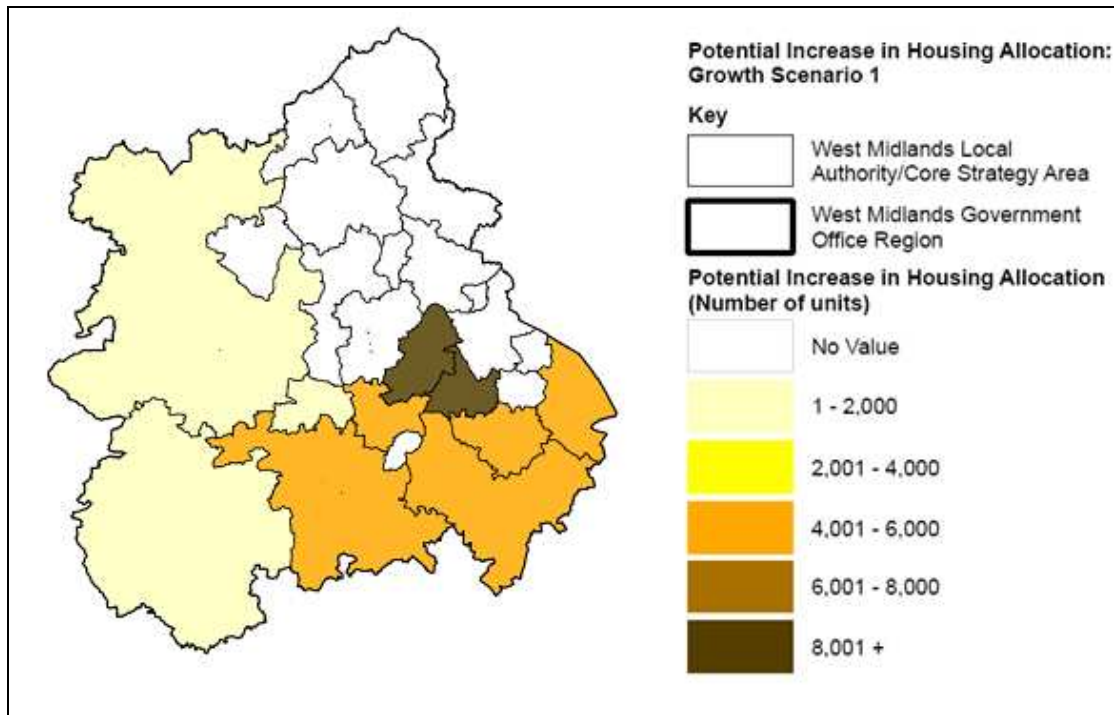 Potential Increase in Housing Allocation:
Growth Scenario 1
Key
West Midlands Local
Authority/Core Strategy Area
West Midlands Government
Office Region
Potential Increase in Housing Allocation
(Number of units)
No Value
1 - 2,000
2,001 - 4,000
4,001 - 6,000
6,001 - 8,000
8,001 +